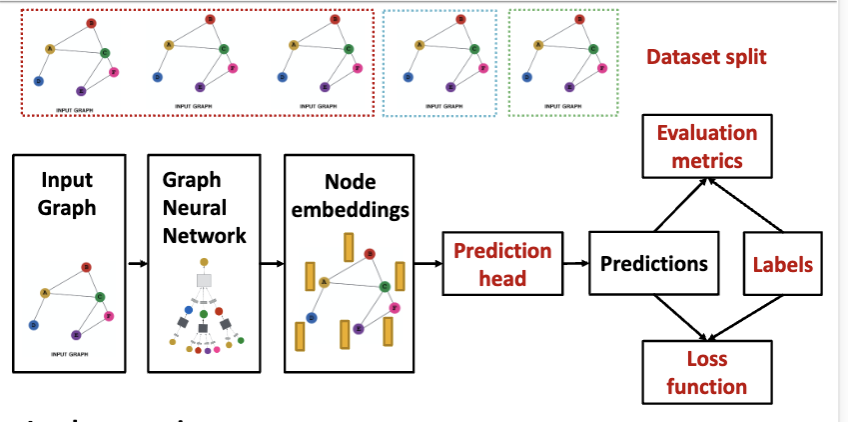 B
A
C
F
D
E
INPUT GRAPH
B
A
C
F
D
E
INPUT GRAPH
B
A
C
F
D
E
INPUT GRAPH
B
A
C
F
D
E
INPUT GRAPH
B
A
C
F
D
E
INPUT GRAPH
Dataset split
Input
Graph
B
A
C
F
D
E
INPUT GRAPH
Graph
Neural
Network
Node
embeddings
B
A
C
F
D
E
Prediction
head
Predictions
Labels
Evaluation
metrics
Loss
function